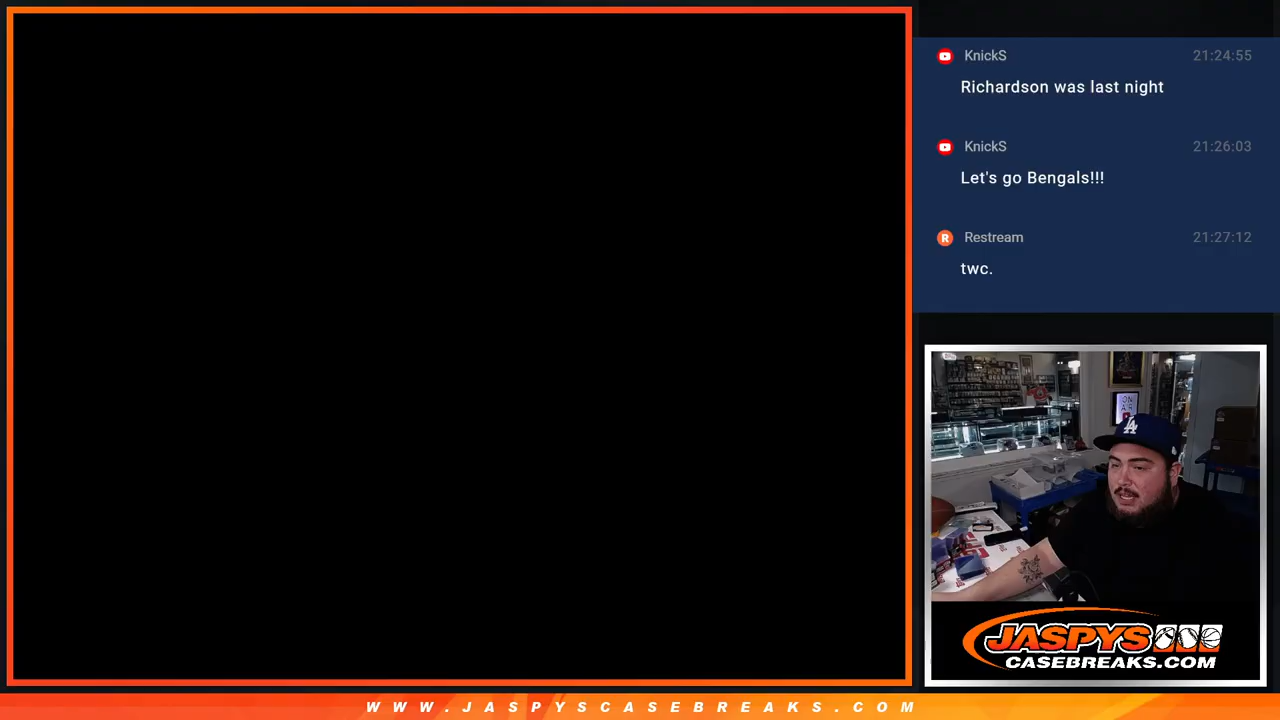 KnickS 21:24:55
Richardson was last night
KnickS 21:26:03
Let's go Bengals!!!
R Restream 21:27:12
twc.
LA
JASPYS
CASEBREAKS.COM
WWW.JASPYSCASEBREAKS.COM